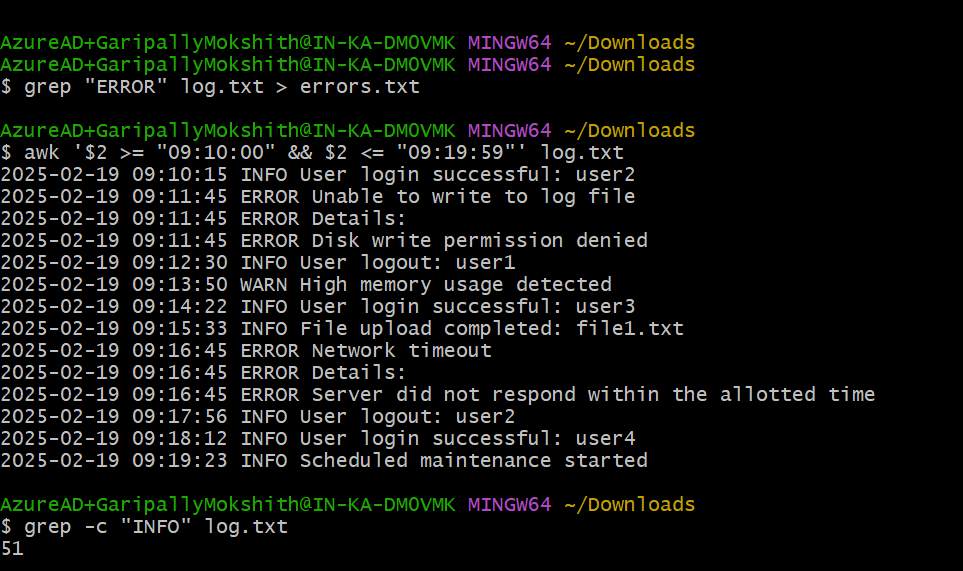 AzureAD+GaripallyMokshith@IN-KA-DM0VMK MINGW64 ~/Downloads
AzureAD+GaripallyMokshith@IN-KA-DM0VMK MINGW64 ~/Downloads
$ grep "ERROR" log.txt > errors.txt
AzureAD+GaripallyMokshith@IN-KA-DM0VMK MINGW64 ~/Downloads
$ awk '$2 >= "09:10:00" && $2 <= "09:19:59"' log.txt
2025-02-19 09:10:15 INFO User login successful: user2
2025-02-19 09:11:45 ERROR Unable to write to log file
2025-02-19 09:11:45 ERROR Details:
2025-02-19 09:11:45 ERROR Disk write permission denied
2025-02-19 09:12:30 INFO User logout: user1
2025-02-19 09:13:50 WARN High memory usage detected
2025-02-19 09:14:22 INFO User login successful: user3
2025-02-19 09:15:33 INFO File upload completed: file1.txt
2025-02-19 09:16:45 ERROR Network timeout
2025-02-19 09:16:45 ERROR Details:
2025-02-19 09:16:45 ERROR Server did not respond within the allotted time
2025-02-19 09:17:56 INFO User logout: user2
2025-02-19 09:18:12 INFO User login successful: user4
2025-02-19 09:19:23 INFO Scheduled maintenance started
AzureAD+GaripallyMokshith@IN-KA-DM0VMK MINGW64 ~/Downloads
$ grep -c "INFO" log.txt
51